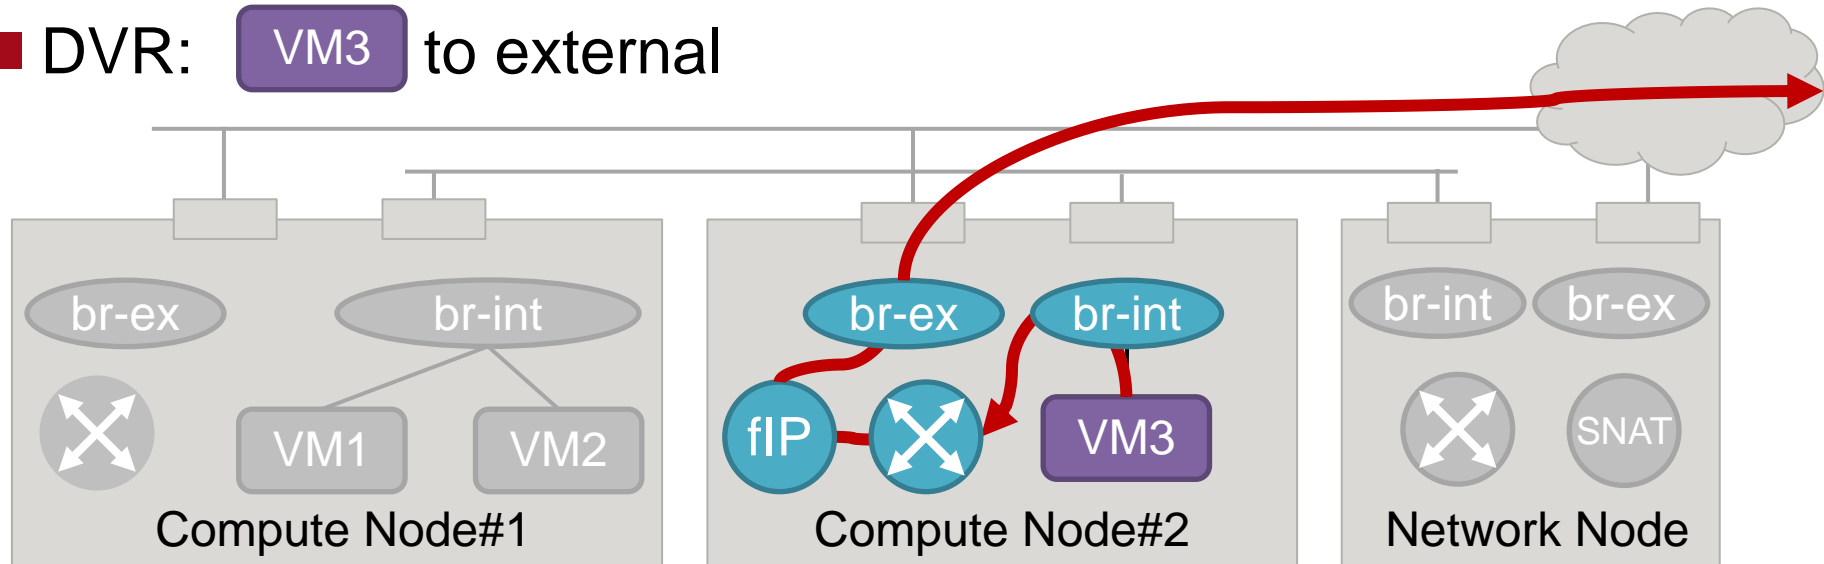 DVR: VM3 to external
br-ex br-int br-ex br-int br-int br-ex
VM1 VM2 fIP VM3 SNAT
Compute Node#1 Compute Node#2 Network Node